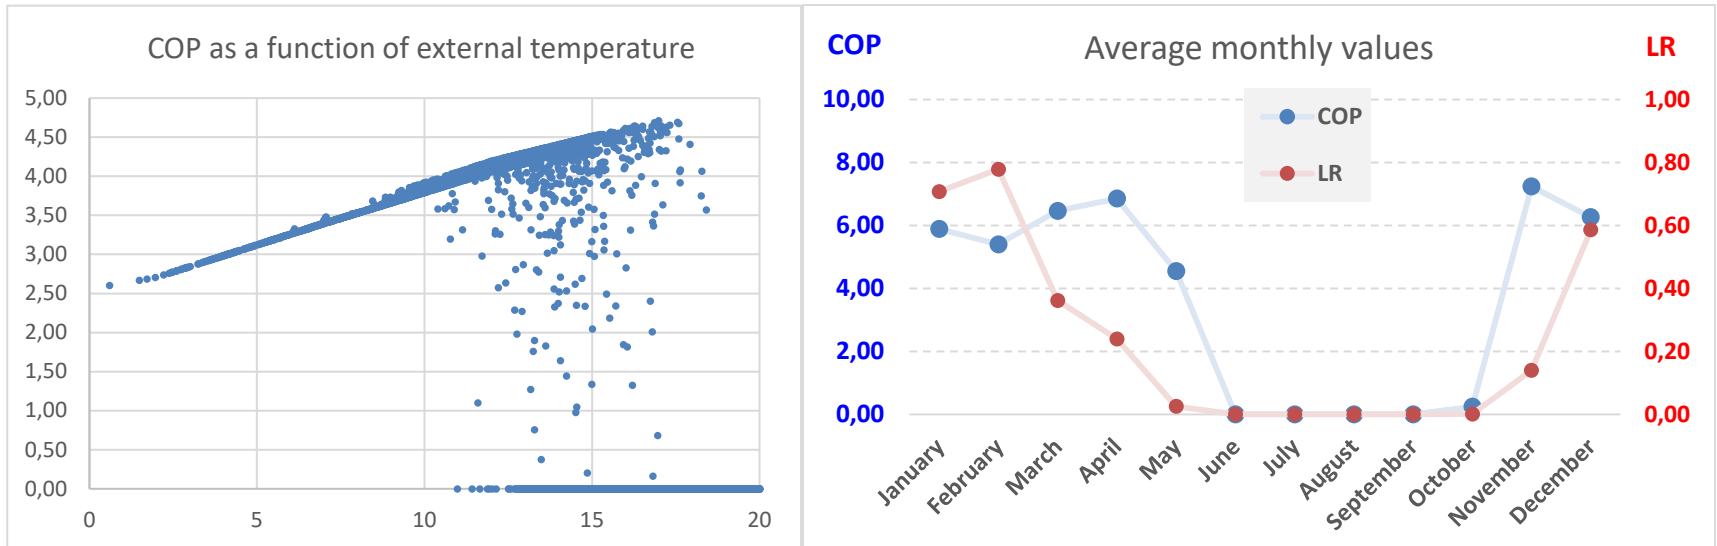 COP as a function of external temperature
5,00
4,50
4,00
3,50
3,00
2,50
2,00
1,50
1,00
0,50
0,00
0 5 10 15 20
COP Average monthly values LR
10,00 1,00
COP
8,00 0,80
LR
6,00 0,60
4,00 0,40
2,00 0,20
0,00 0,00
January February March April May June July August September October November December